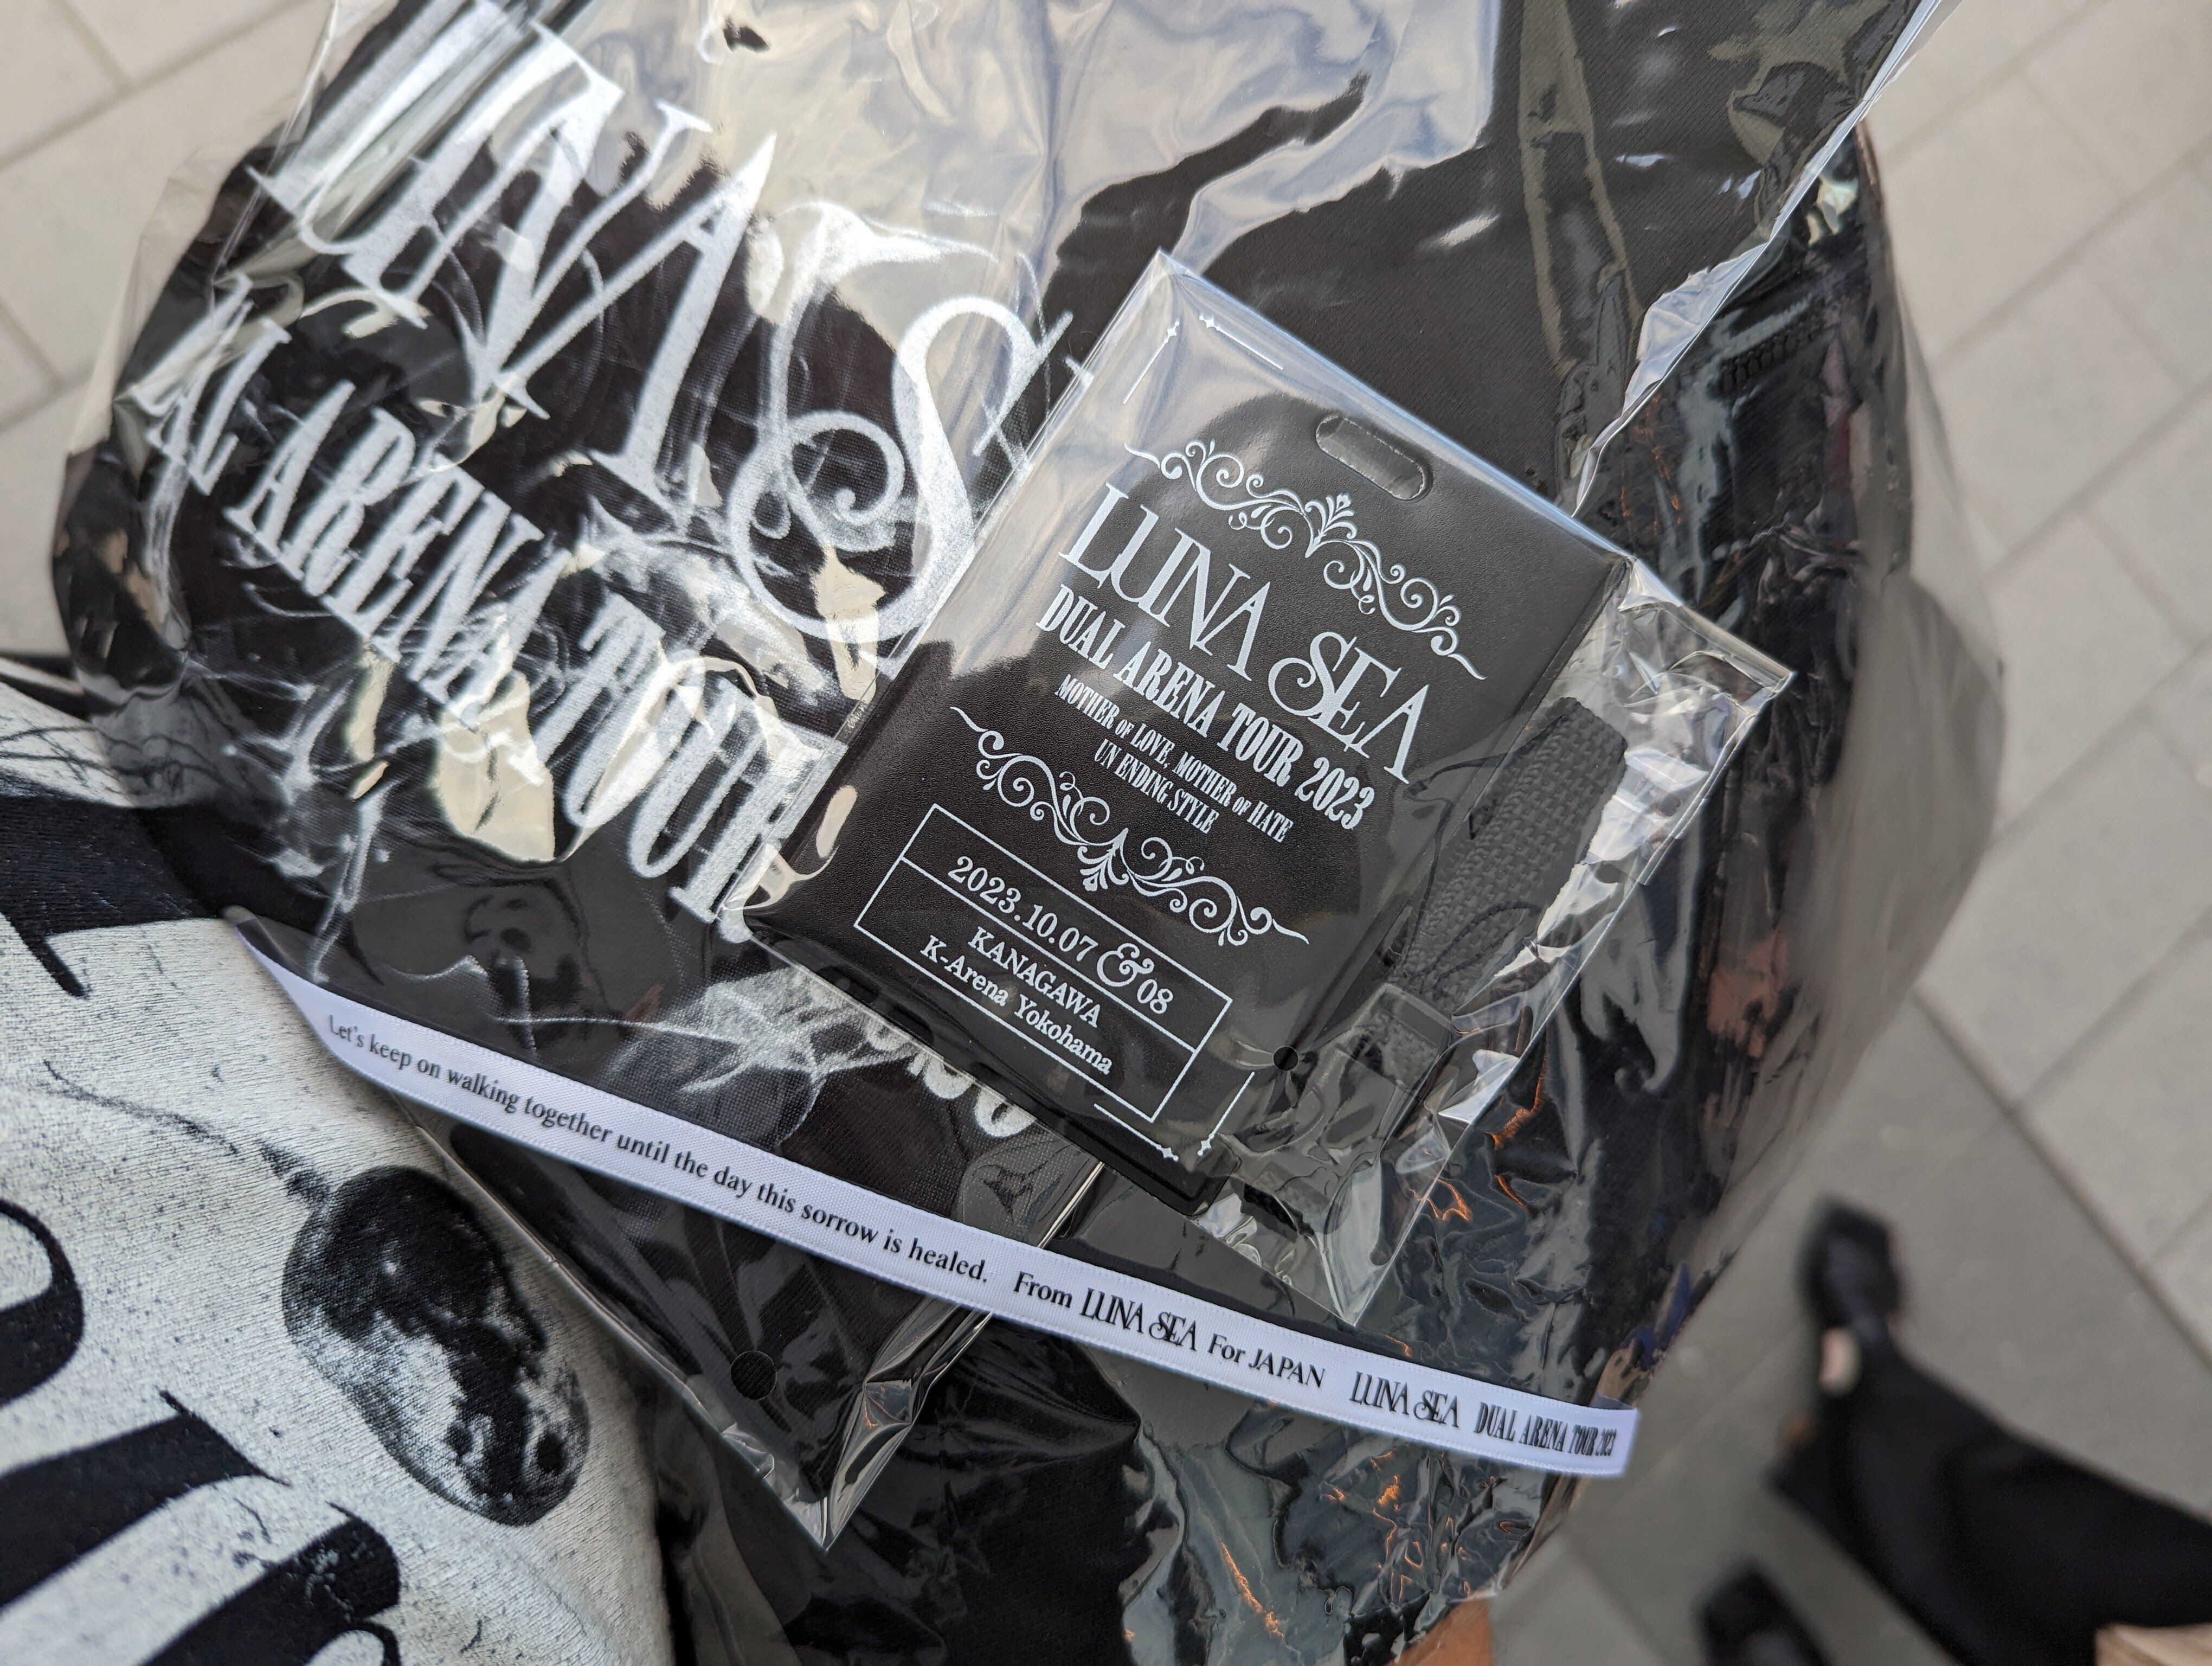 LUNA SEA
DUAL ARENA TOUR 2023
MOTHER OF LOVE, MOTHER OF HATE
UN ENDING STYLE
2023.10.07 & 08
KANAGAWA
K-Arena Yokohama
UNA S
AL ARENA TOUR
Let's keep on walking together until the day this sorrow is healed. From LUNA SEA For JAPAN LUNA SEA DUAL ARENA TOUR 2023